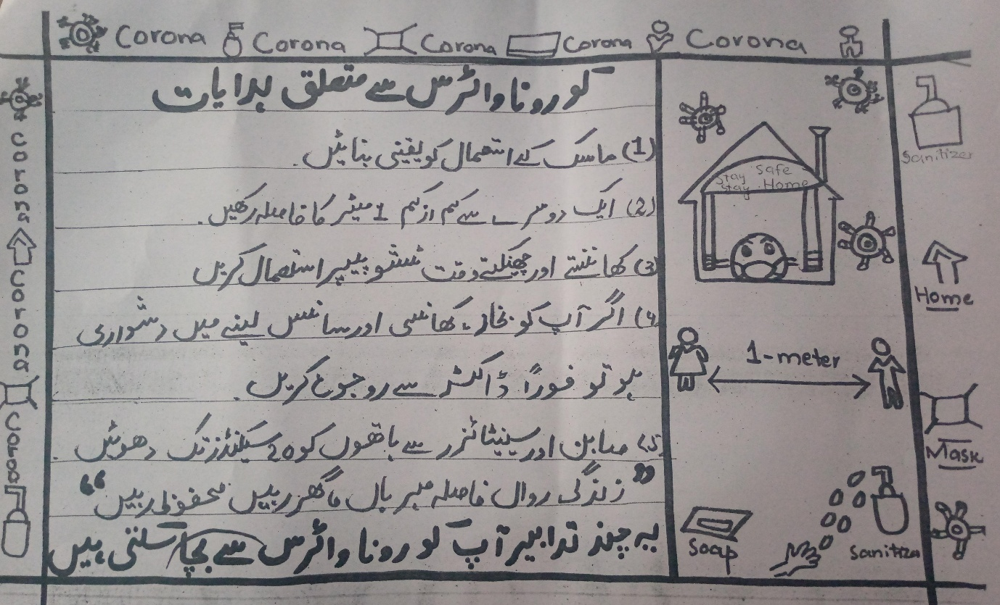 Corona Corona Corona Corona Corona
Corona
Corona
Corona
کورونا وائرس سے متعلق ہدایات
(1) ماسک کے استعمال کو یقینی بنائیں.
(2) ایک دوسرے سے کم از کم 1 میٹر کا فاصلہ رکھیں.
(3) کھانستے اور چھینکتے وقت ٹشو پیپر استعمال کریں
(4) اگر آپ کو بخار، کھانسی اور سانس لینے میں دشواری
ہو تو فوراً ڈاکٹر سے رجوع کریں.
(5) صابن اور سینیٹائزر سے ہاتھوں کو 20 سیکنڈز تک دھوئیں.
”زندگی رواں فاصلہ رہیں محفوظ رہیں“
یہ چند تدابیر آپ کو رونا وائرس سے بچا سکتی ہیں
Stay Safe
Stay Home
1-meter
Soap
Sanitizer
Sanitizer
Home
Mask